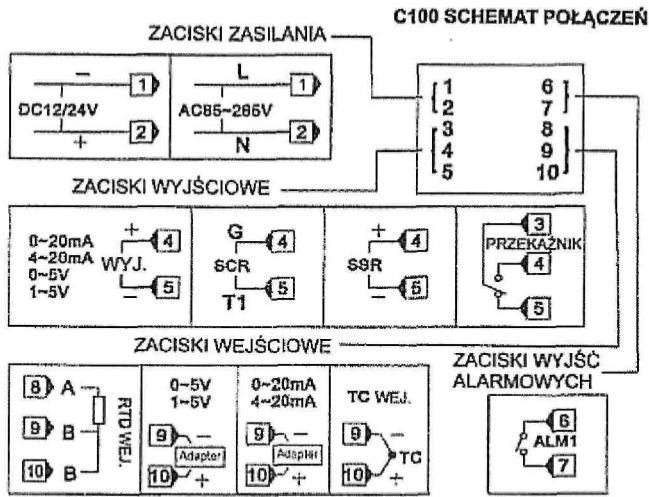 C100 SCHEMAT POŁĄCZEŃ
ZACISKI ZASILANIA
− 1
DC12/24V
+ 2
L 1
AC85~265V
N 2
1 6
2 7
3 8
4 9
5 10
ZACISKI WYJŚCIOWE
0~20mA
4~20mA
0~5V
1~5V
WYJ.
+ 4
− 5
G 4
SCR
T1 5
+ 4
SSR
− 5
3
PRZEKAŹNIK
4
5
ZACISKI WEJŚCIOWE
8 A
9 B
10 B
RTD WEJ.
0~5V
1~5V
9 −
Adapter
10 +
0~20mA
4~20mA
9 −
Adapter
10 +
TC WEJ.
9 −
TC
10 +
ZACISKI WYJŚĆ
ALARMOWYCH
6
ALM1
7